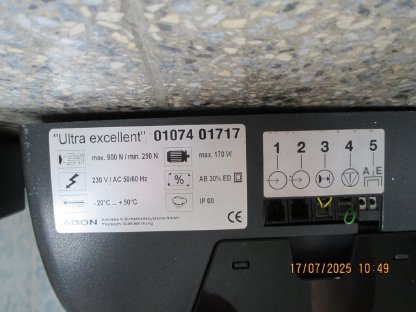 "Ultra excellent" 01074 01717
max. 800 N / min. 250 N
max. 170 W
230 V / AC 50/60 Hz
%
AB 30% ED
-20°C ... +50°C
IP 00
ABON
CE
1 2 3 4 5
A E
17/07/2025 10:49